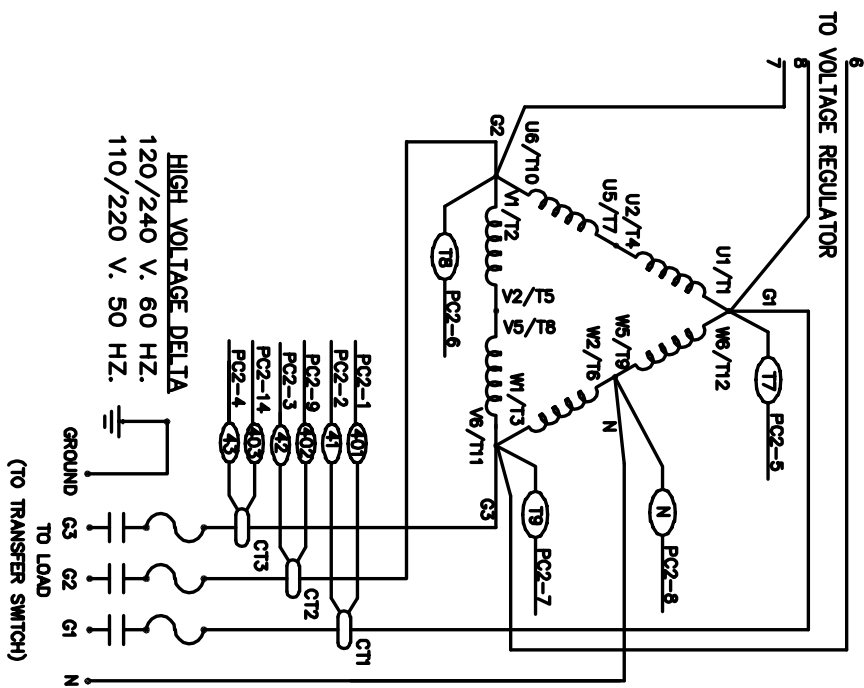 TO VOLTAGE REGULATOR
6
8
7
G2
U6/T10
U5/T7
U2/T4
U1/T1
G1
V1/T2
V2/T5
V5/T8
W5/T9
W2/T6
W6/T12
W1/T3
V6/T11
N
G3
T8
PC2-6
T7
PC2-5
T9
PC2-7
N
PC2-8
HIGH VOLTAGE DELTA
120/240 V. 60 HZ.
110/220 V. 50 HZ.
PC2-1
PC2-2
PC2-9
PC2-3
PC2-14
PC2-4
401
41
402
42
403
43
CT3
CT2
CT1
GROUND
G3
G2
G1
N
TO LOAD
(TO TRANSFER SWITCH)